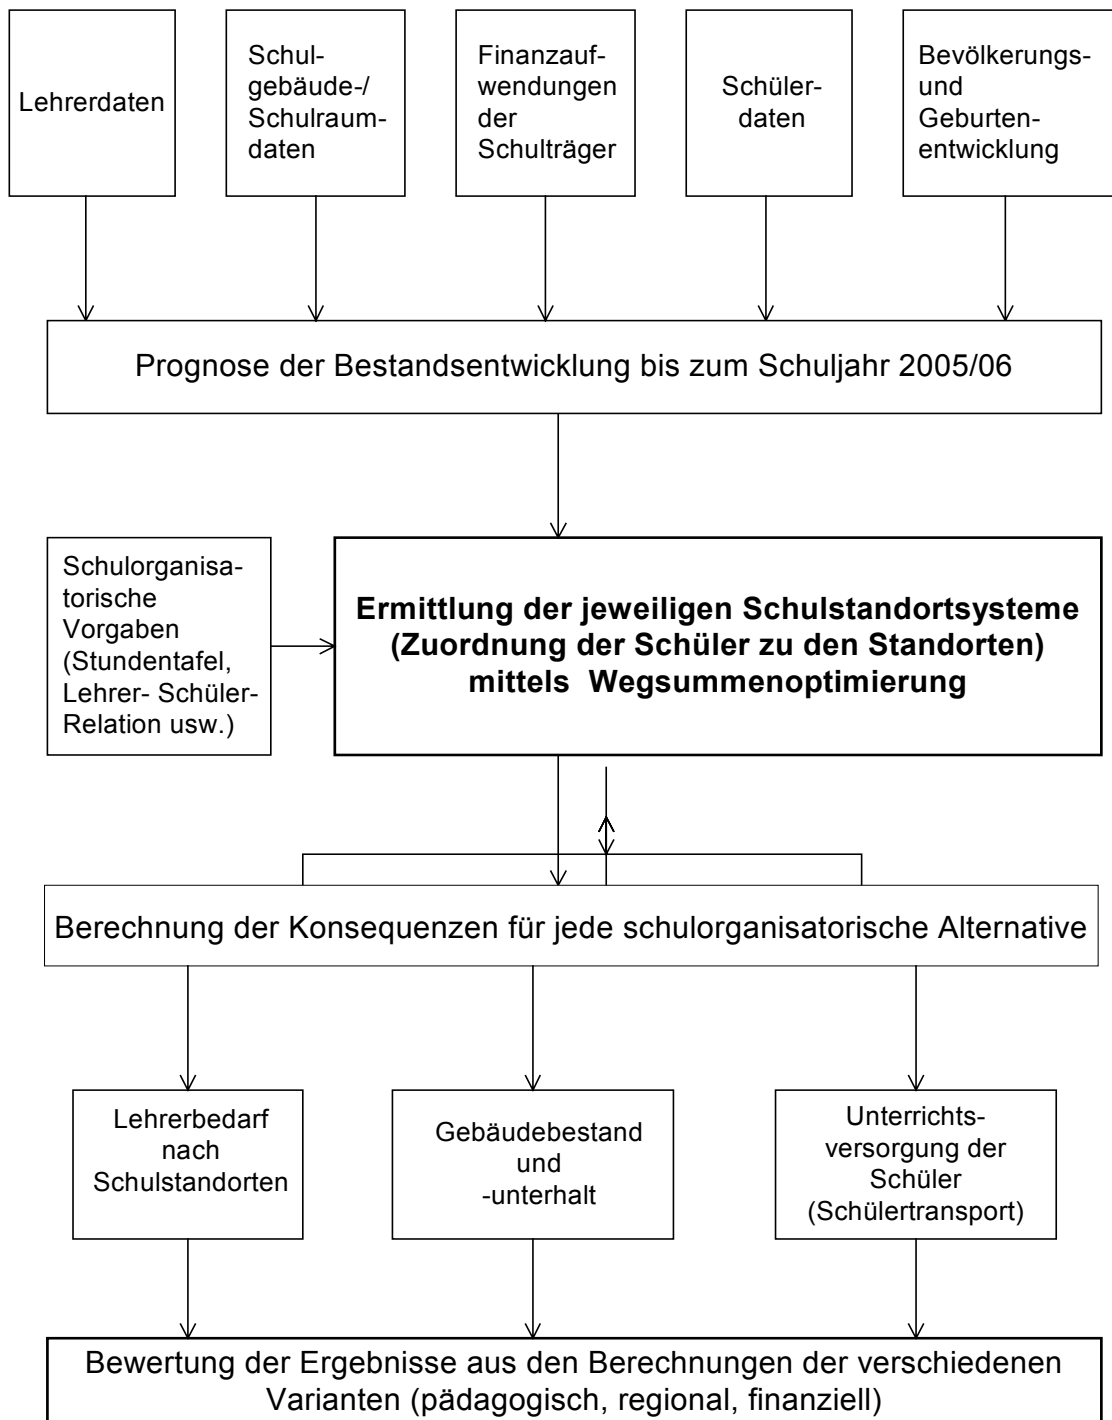 Lehrerdaten
Schul-
gebäude-/
Schulraum-
daten
Finanzauf-
wendungen
der
Schulträger
Schüler-
daten
Bevölkerungs-
und
Geburten-
entwicklung
Prognose der Bestandsentwicklung bis zum Schuljahr 2005/06
Schulorganisa-
torische
Vorgaben
(Stundentafel,
Lehrer- Schüler-
Relation usw.)
Ermittlung der jeweiligen Schulstandortsysteme
(Zuordnung der Schüler zu den Standorten)
mittels Wegsummenoptimierung
Berechnung der Konsequenzen für jede schulorganisatorische Alternative
Lehrerbedarf
nach
Schulstandorten
Gebäudebestand
und
-unterhalt
Unterrichts-
versorgung der
Schüler
(Schülertransport)
Bewertung der Ergebnisse aus den Berechnungen der verschiedenen
Varianten (pädagogisch, regional, finanziell)